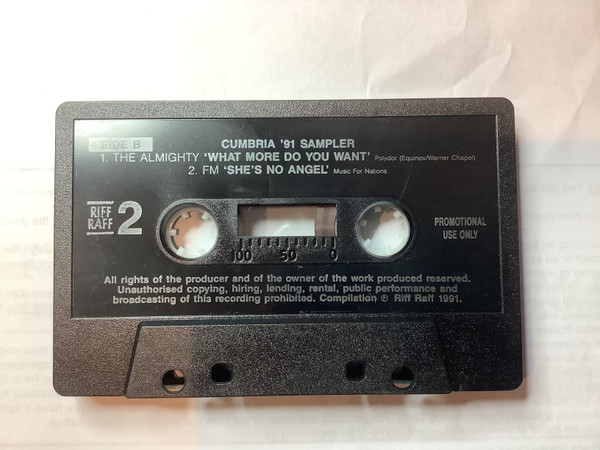 SIDE B
CUMBRIA '91 SAMPLER
1. THE ALMIGHTY 'WHAT MORE DO YOU WANT' Polydor (Equinox/Warner Chapel)
2. FM 'SHE'S NO ANGEL' Music For Nations
RIFF
RAFF 2
PROMOTIONAL
USE ONLY
100 50 0
All rights of the producer and of the owner of the work produced reserved.
Unauthorised copying, hiring, lending, rental, public performance and
broadcasting of this recording prohibited. Compilation ℗ Riff Raff 1991.